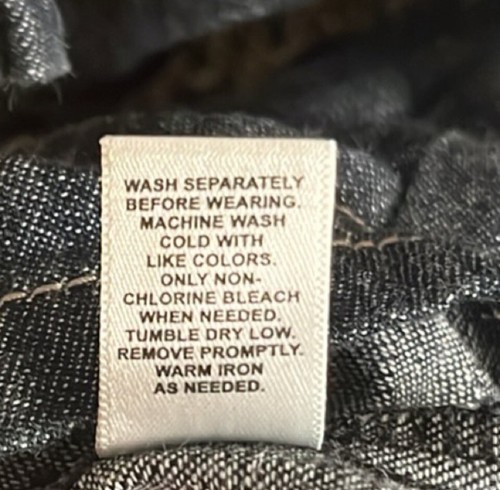 WASH SEPARATELY
BEFORE WEARING.
MACHINE WASH
COLD WITH
LIKE COLORS.
ONLY NON-
CHLORINE BLEACH
WHEN NEEDED.
TUMBLE DRY LOW.
REMOVE PROMPTLY.
WARM IRON
AS NEEDED.